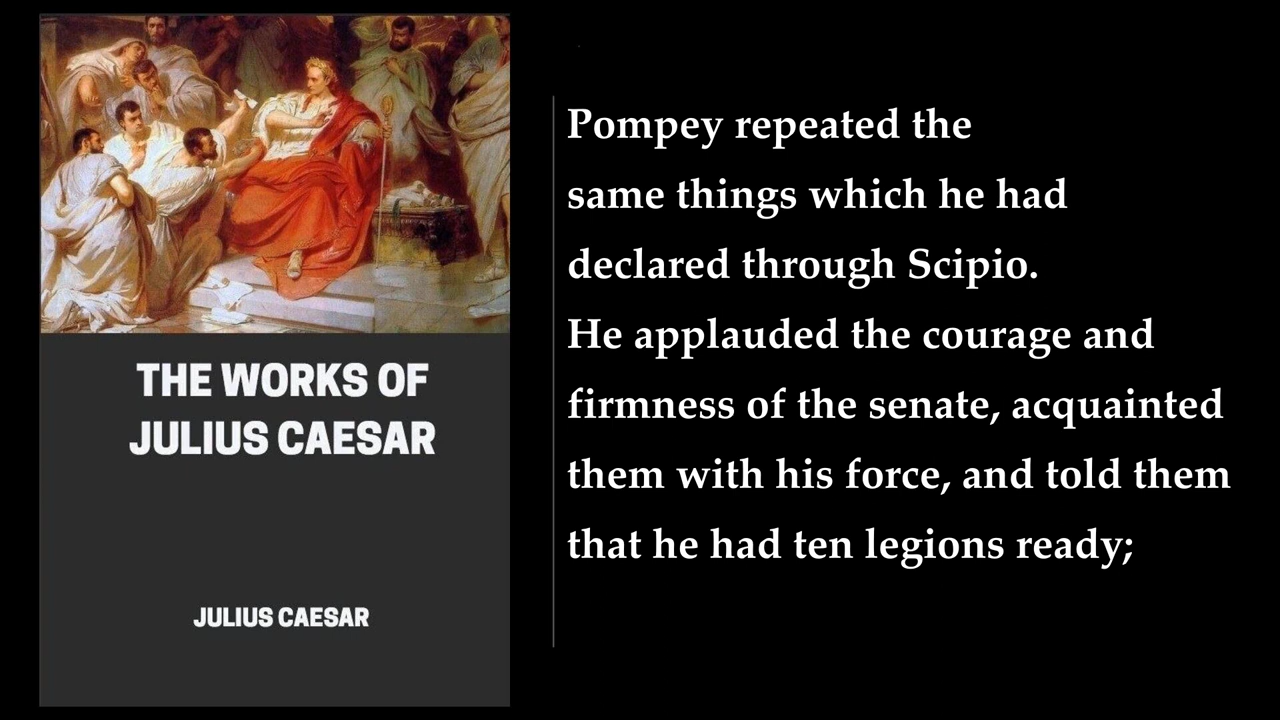 THE WORKS OF
JULIUS CAESAR
JULIUS CAESAR
Pompey repeated the
same things which he had
declared through Scipio.
He applauded the courage and
firmness of the senate, acquainted
them with his force, and told them
that he had ten legions ready;